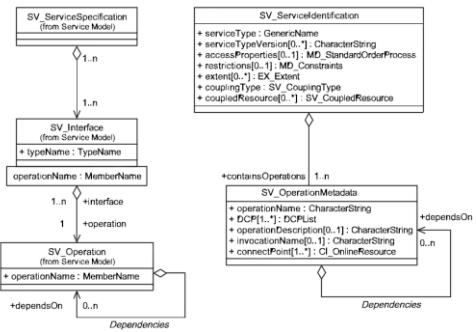 SV_ServiceSpecification
(from Service Model)
1..n
1..n
SV_Interface
(from Service Model)
+ typeName : TypeName
operationName : MemberName
1..n +interface
1 +operation
SV_Operation
(from Service Model)
+ operationName : MemberName
+dependsOn 0..n
Dependencies
SV_ServiceIdentification
+ serviceType : GenericName
+ serviceTypeVersion[0..*] : CharacterString
+ accessProperties[0..1] : MD_StandardOrderProcess
+ restrictions[0..1] : MD_Constraints
+ extent[0..*] : EX_Extent
+ couplingType : SV_CouplingType
+ coupledResource[0..*] : SV_CoupledResource
+containsOperations 1..n
SV_OperationMetadata
+ operationName : CharacterString
+ DCP[1..*] : DCPList
+ operationDescription[0..1] : CharacterString
+ invocationName[0..1] : CharacterString
+ connectPoint[1..*] : CI_OnlineResource
+dependsOn
0..n
Dependencies